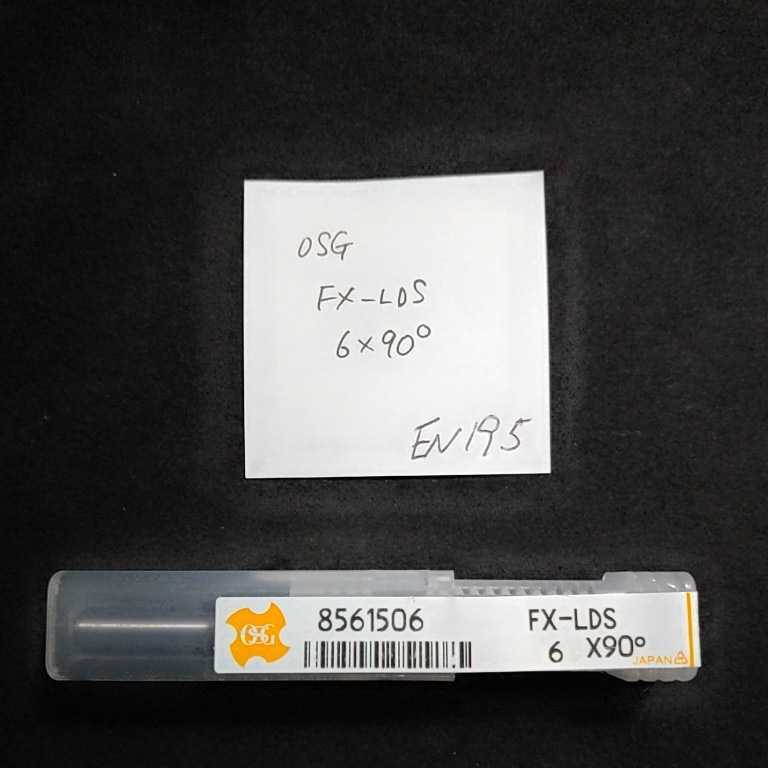 OSG
FX-LDS
6×90°
EN195
OSG
8561506
FX-LDS
6 X90°
JAPAN